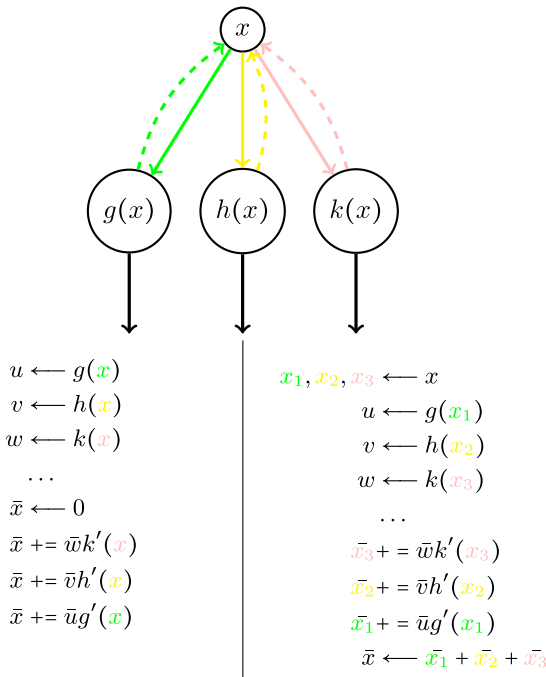 x
g(x) h(x) k(x)
u ⟵ g(x)
v ⟵ h(x)
w ⟵ k(x)
...
x̄ ⟵ 0
x̄ += w̄k′(x)
x̄ += v̄h′(x)
x̄ += ūg′(x)
x₁, x₂, x₃ ⟵ x
u ⟵ g(x₁)
v ⟵ h(x₂)
w ⟵ k(x₃)
...
x̄₃+ = w̄k′(x₃)
x̄₂+ = v̄h′(x₂)
x̄₁+ = ūg′(x₁)
x̄ ⟵ x̄₁ + x̄₂ + x̄₃